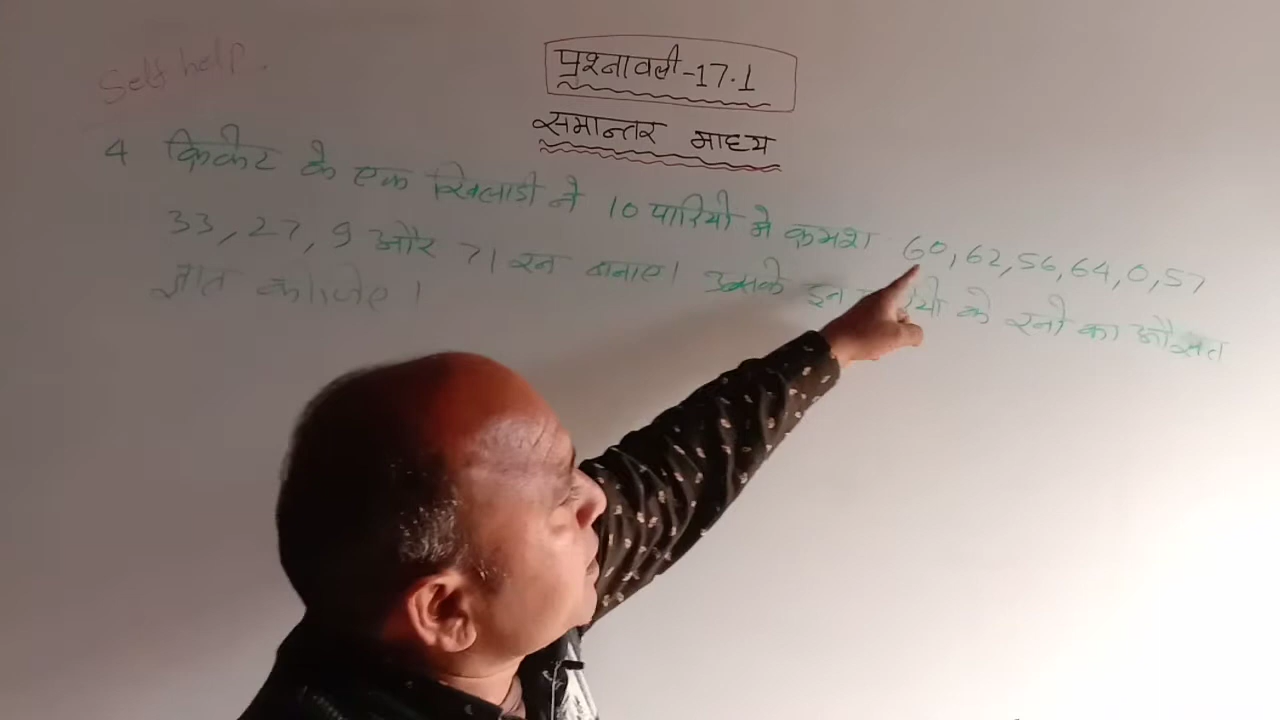 Self help.
प्रश्नावली-17.1
समान्तर माध्य
4 क्रिकेट के एक खिलाडी ने 10 पारियो मे क्रमश 60, 62, 56, 64, 0, 57
33, 27, 9 और 71 रन बनाए। उसके इन के रनो का औसत
ज्ञात कीजिए।